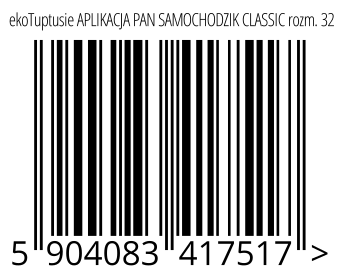 ekoTuptusie APLIKACJA PAN SAMOCHODZIK CLASSIC rozm. 32
5 904083 417517 >